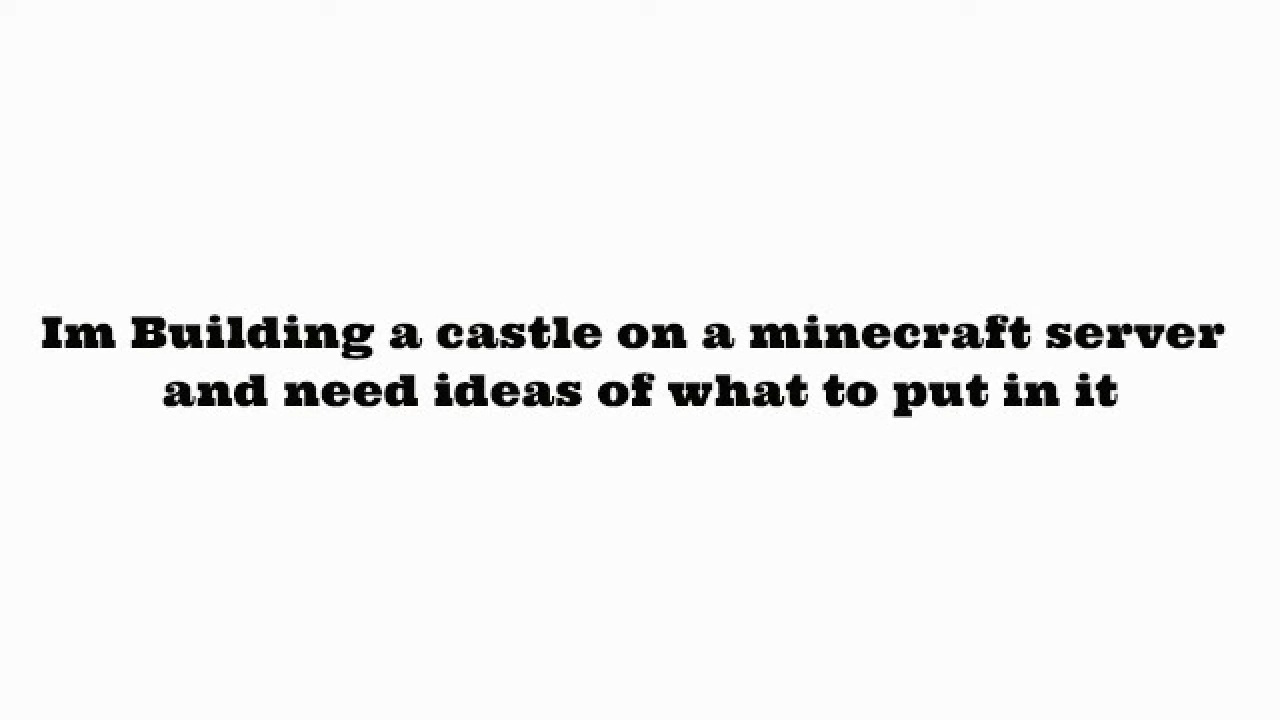 Im Building a castle on a minecraft server
and need ideas of what to put in it